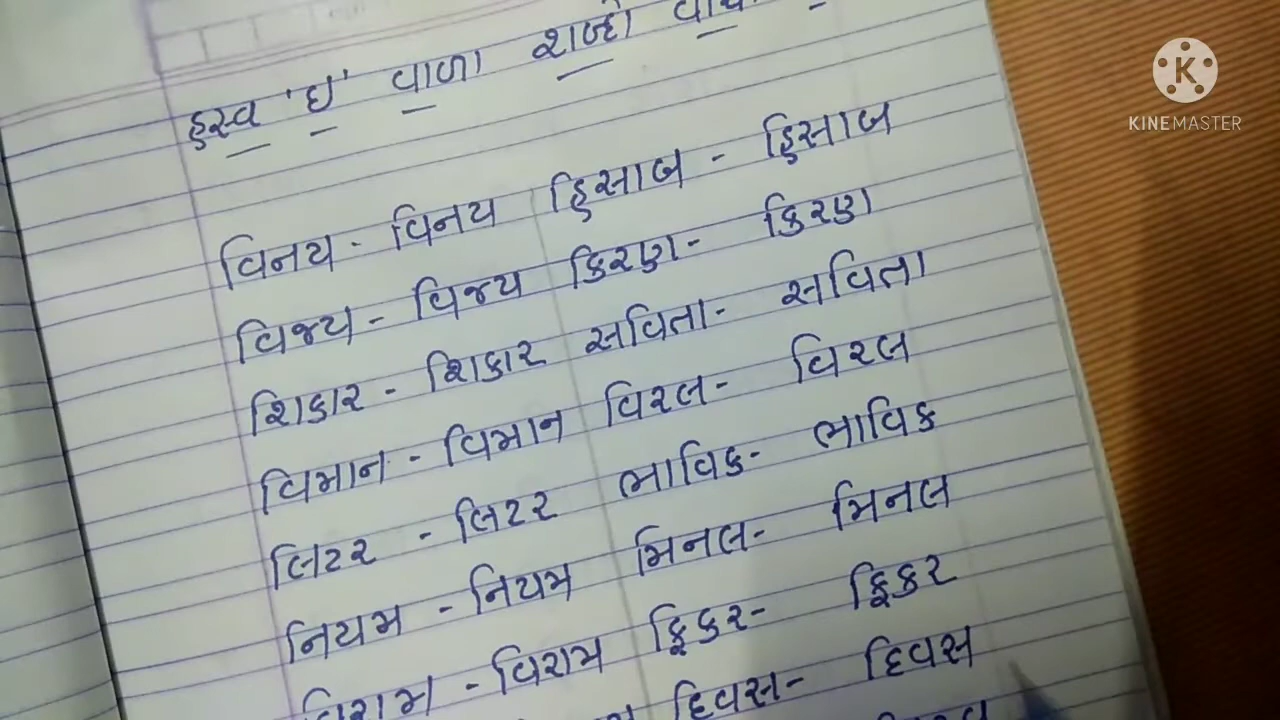 હસ્વ 'ઇ' વાળા શબ્દો
વિનય - વિનય હિસાબ - હિસાબ
વિજય - વિજય કિરણ - કિરણ
શિકાર - શિકાર સવિતા - સવિતા
વિમાન - વિમાન વિરલ - વિરલ
લિટર - લિટર ભાવિક - ભાવિક
નિયમ - નિયમ મિનલ - મિનલ
વિરામ - વિરામ ફિકર - ફિકર
દિવસ - દિવસ
K
KINEMASTER